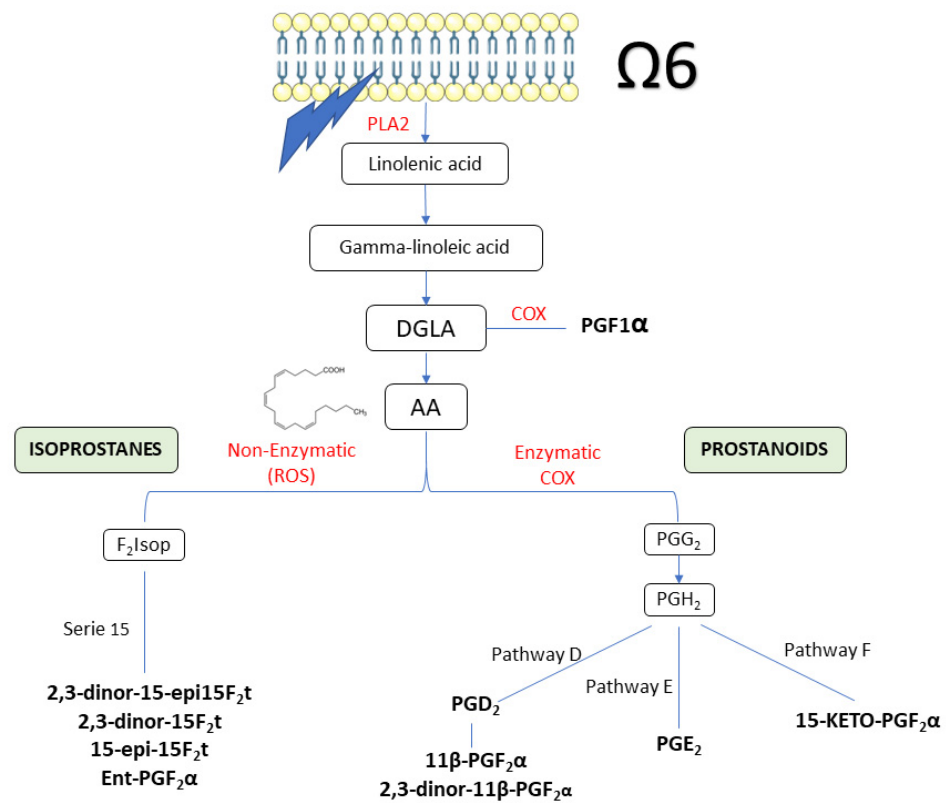 Ω6
PLA2
Linolenic acid
Gamma-linoleic acid
DGLA
COX
PGF1α
COOH
CH₃
AA
ISOPROSTANES
Non-Enzymatic
(ROS)
Enzymatic
COX
PROSTANOIDS
F₂Isop
PGG₂
PGH₂
Serie 15
Pathway D
Pathway E
Pathway F
2,3-dinor-15-epi15F₂t
2,3-dinor-15F₂t
15-epi-15F₂t
Ent-PGF₂α
PGD₂
11β-PGF₂α
2,3-dinor-11β-PGF₂α
PGE₂
15-KETO-PGF₂α